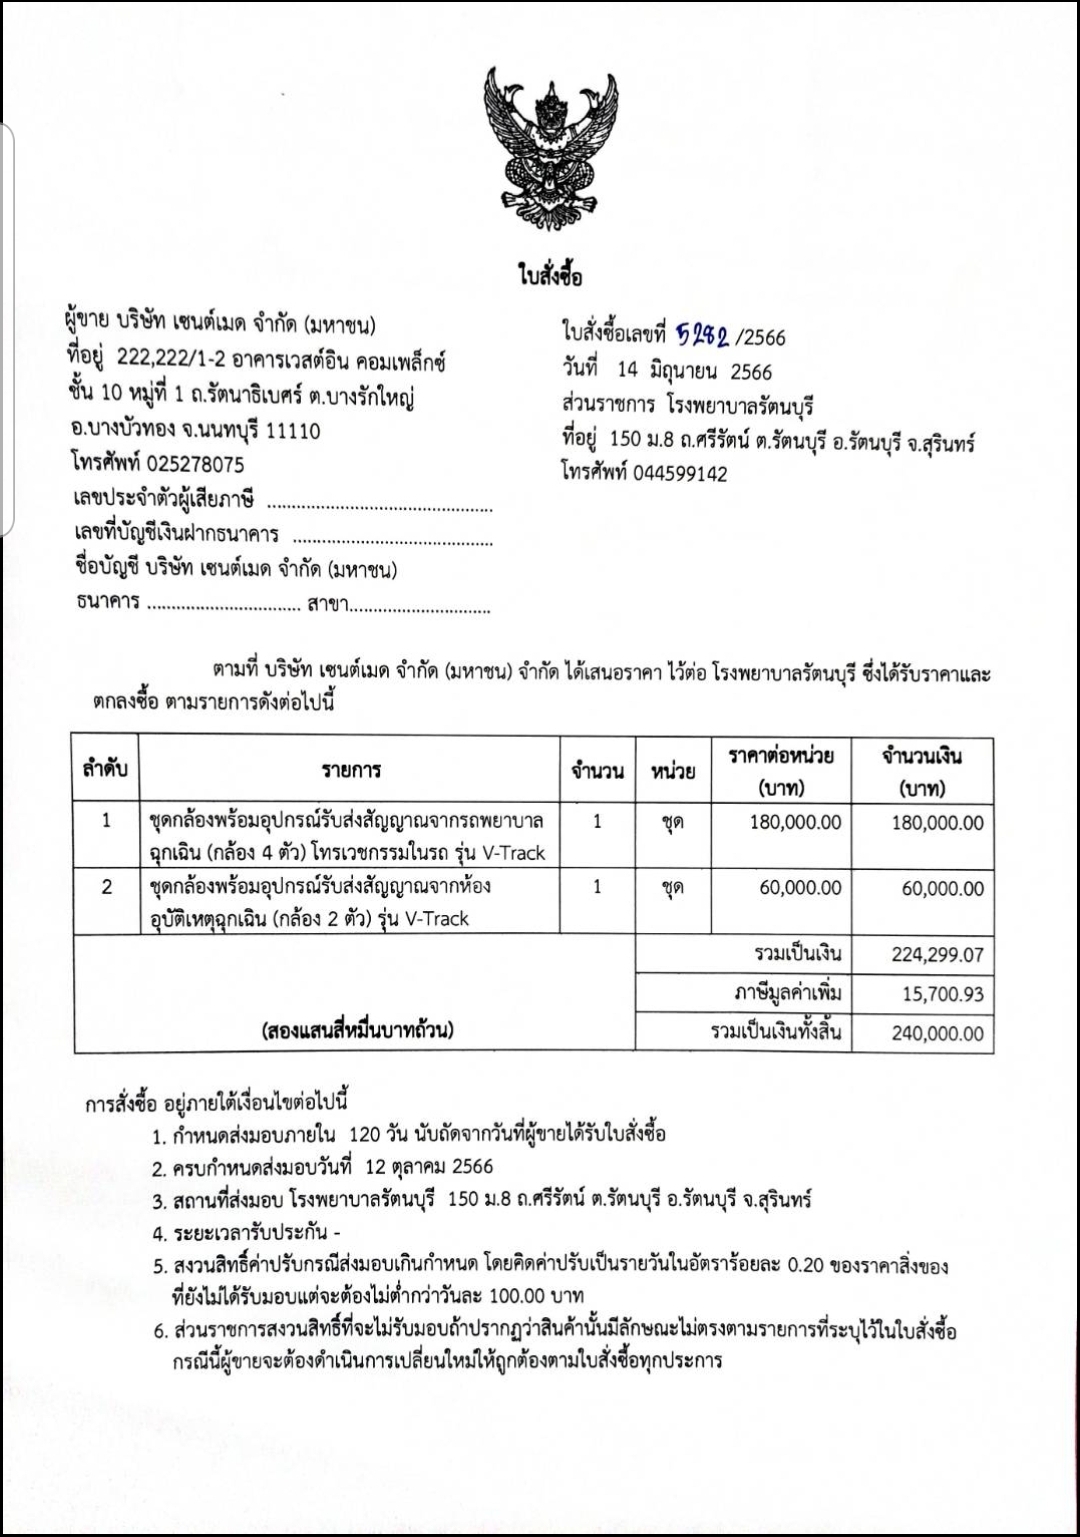 ใบสั่งซื้อ
ผู้ขาย บริษัท เซนต์เมด จำกัด (มหาชน)
ที่อยู่ 222,222/1-2 อาคารเวสต์อิน คอมเพล็กซ์
ชั้น 10 หมู่ที่ 1 ถ.รัตนาธิเบศร์ ต.บางรักใหญ่
อ.บางบัวทอง จ.นนทบุรี 11110
โทรศัพท์ 025278075
เลขประจำตัวผู้เสียภาษี ..............................................
เลขที่บัญชีเงินฝากธนาคาร .........................................
ชื่อบัญชี บริษัท เซนต์เมด จำกัด (มหาชน)
ธนาคาร ................................ สาขา.............................
ใบสั่งซื้อเลขที่ 5282 /2566
วันที่ 14 มิถุนายน 2566
ส่วนราชการ โรงพยาบาลรัตนบุรี
ที่อยู่ 150 ม.8 ถ.ศรีรัตน์ ต.รัตนบุรี อ.รัตนบุรี จ.สุรินทร์
โทรศัพท์ 044599142
ตามที่ บริษัท เซนต์เมด จำกัด (มหาชน) จำกัด ได้เสนอราคา ไว้ต่อ โรงพยาบาลรัตนบุรี ซึ่งได้รับราคาและ
ตกลงซื้อ ตามรายการดังต่อไปนี้
ลำดับ รายการ จำนวน หน่วย ราคาต่อหน่วย (บาท) จำนวนเงิน (บาท)
1 ชุดกล้องพร้อมอุปกรณ์รับส่งสัญญาณจากรถพยาบาล 1 ชุด 180,000.00 180,000.00
ฉุกเฉิน (กล้อง 4 ตัว) โทรเวชกรรมในรถ รุ่น V-Track
2 ชุดกล้องพร้อมอุปกรณ์รับส่งสัญญาณจากห้อง 1 ชุด 60,000.00 60,000.00
อุบัติเหตุฉุกเฉิน (กล้อง 2 ตัว) รุ่น V-Track
รวมเป็นเงิน 224,299.07
ภาษีมูลค่าเพิ่ม 15,700.93
(สองแสนสี่หมื่นบาทถ้วน) รวมเป็นเงินทั้งสิ้น 240,000.00
การสั่งซื้อ อยู่ภายใต้เงื่อนไขต่อไปนี้
1. กำหนดส่งมอบภายใน 120 วัน นับถัดจากวันที่ผู้ขายได้รับใบสั่งซื้อ
2. ครบกำหนดส่งมอบวันที่ 12 ตุลาคม 2566
3. สถานที่ส่งมอบ โรงพยาบาลรัตนบุรี 150 ม.8 ถ.ศรีรัตน์ ต.รัตนบุรี อ.รัตนบุรี จ.สุรินทร์
4. ระยะเวลารับประกัน -
5. สงวนสิทธิ์ค่าปรับกรณีส่งมอบเกินกำหนด โดยคิดค่าปรับเป็นรายวันในอัตราร้อยละ 0.20 ของราคาสิ่งของ
ที่ยังไม่ได้รับมอบแต่จะต้องไม่ต่ำกว่าวันละ 100.00 บาท
6. ส่วนราชการสงวนสิทธิ์ที่จะไม่รับมอบถ้าปรากฏว่าสินค้านั้นมีลักษณะไม่ตรงตามรายการที่ระบุไว้ในใบสั่งซื้อ
กรณีนี้ผู้ขายจะต้องดำเนินการเปลี่ยนใหม่ให้ถูกต้องตามใบสั่งซื้อทุกประการ